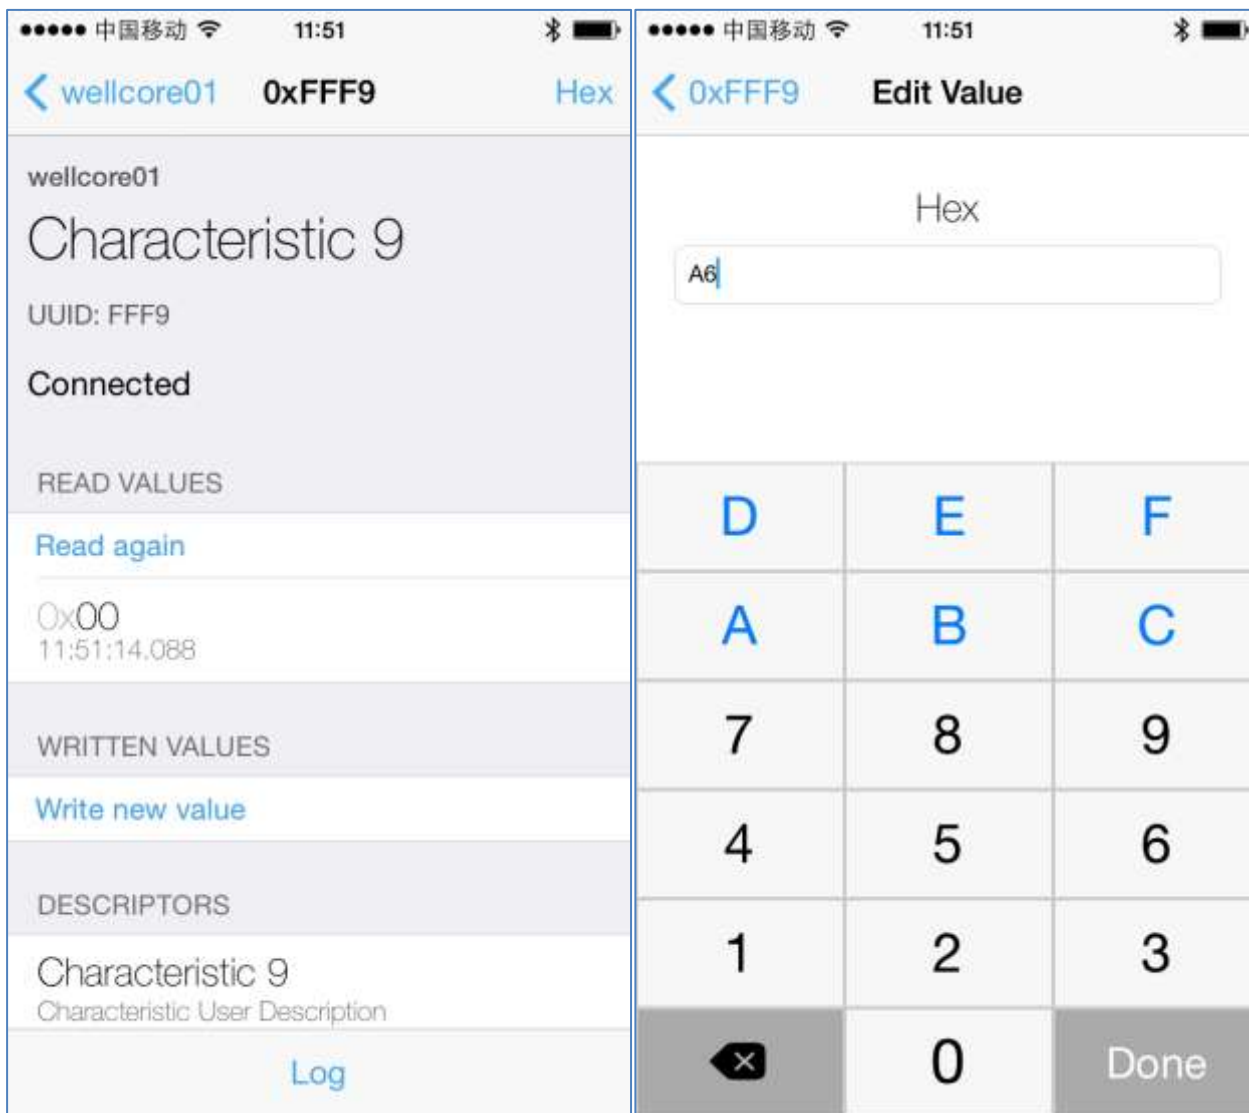 中国移动 11:51
wellcore01 0xFFF9 Hex
wellcore01
Characteristic 9
UUID: FFF9
Connected
READ VALUES
Read again
0x00
11:51:14.088
WRITTEN VALUES
Write new value
DESCRIPTORS
Characteristic 9
Characteristic User Description
Log
中国移动 11:51
0xFFF9 Edit Value
Hex
A6
D E F
A B C
7 8 9
4 5 6
1 2 3
0 Done